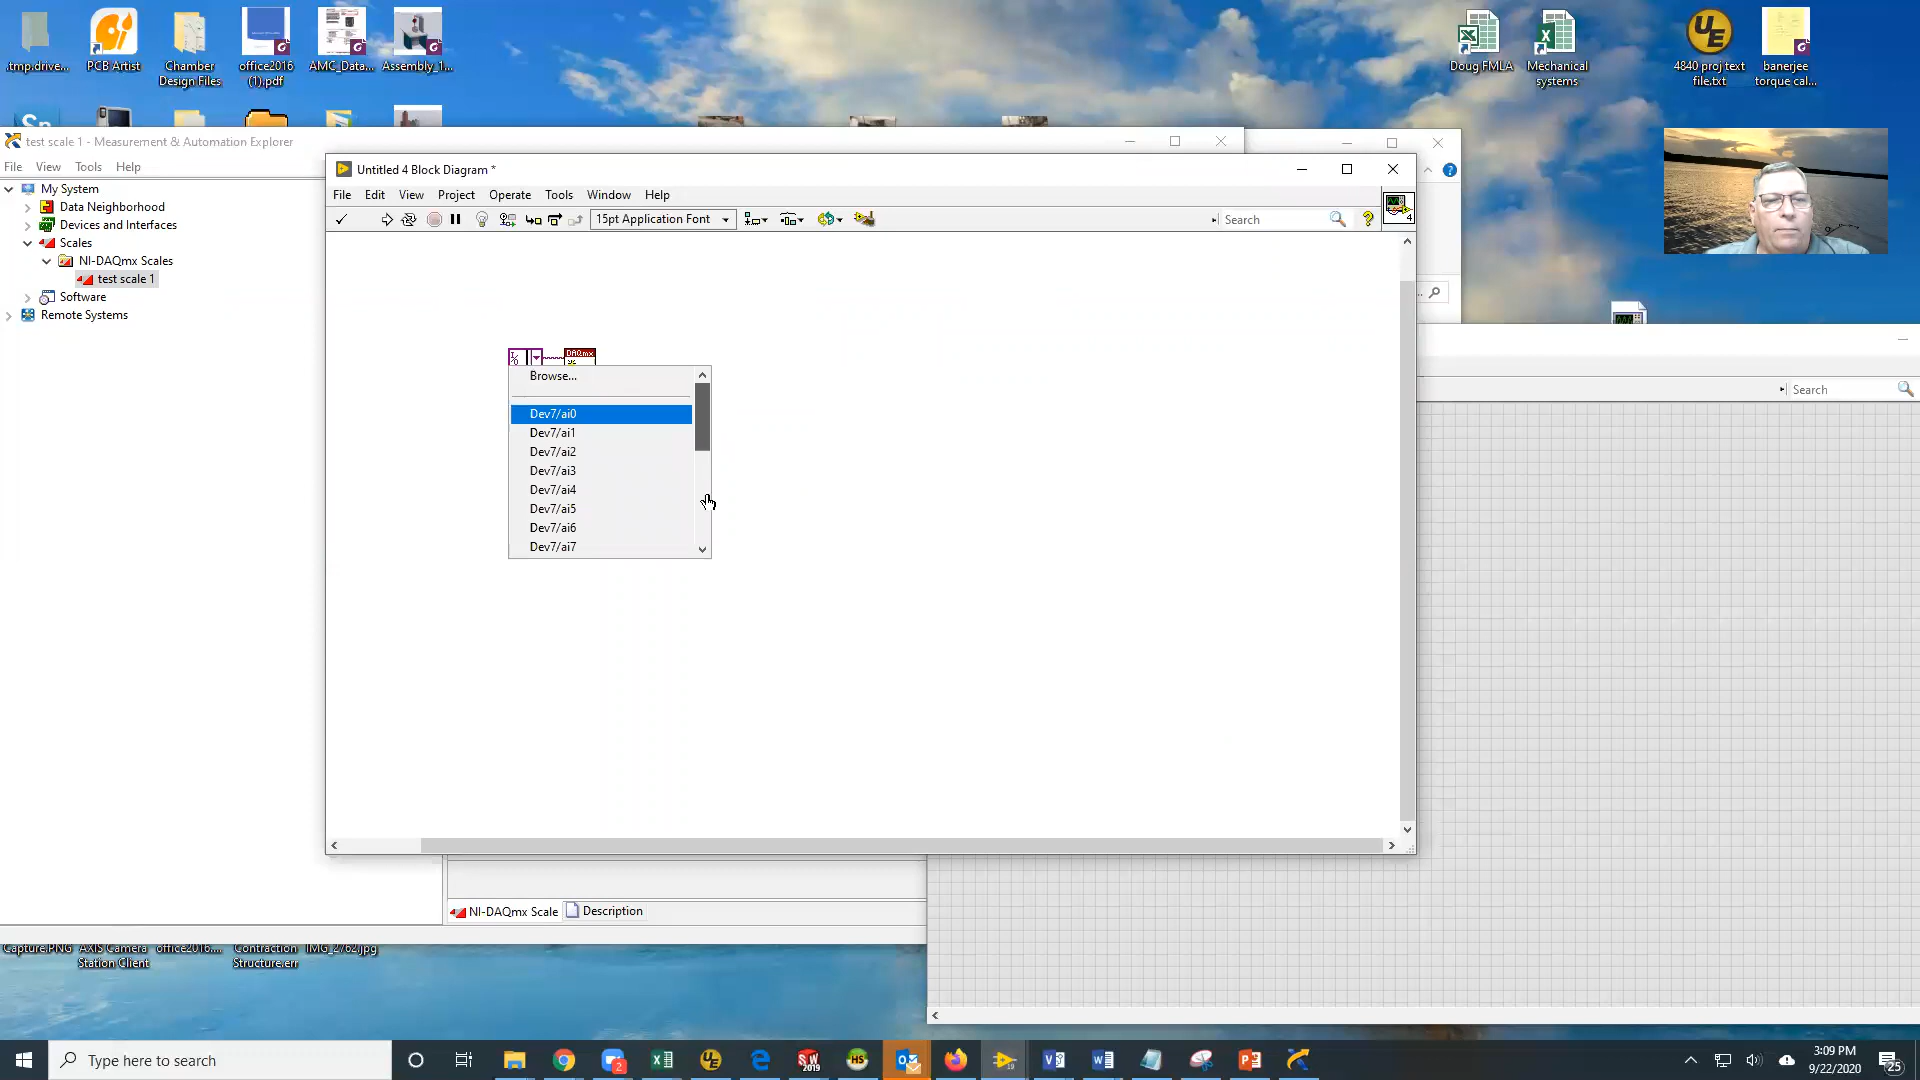 .tmp.drive...
PCB Artist
Chamber
Design Files
office2016
(1).pdf
AMC_Data...
Assembly_1...
Doug FMLA
Mechanical
systems
4840 proj text
file.txt
banerjee
torque cal...
test scale 1 - Measurement & Automation Explorer
File View Tools Help
My System
Data Neighborhood
Devices and Interfaces
Scales
NI-DAQmx Scales
test scale 1
Software
Remote Systems
Untitled 4 Block Diagram *
File Edit View Project Operate Tools Window Help
15pt Application Font
Search
4
DAQmx
Browse...
Dev7/ai0
Dev7/ai1
Dev7/ai2
Dev7/ai3
Dev7/ai4
Dev7/ai5
Dev7/ai6
Dev7/ai7
Search
NI-DAQmx Scale
Description
Capture.PNG
AXIS Camera
Station Client
office2016....
Contraction
Structure.err
IMG_2762.jpg
Type here to search
3:09 PM
9/22/2020
25